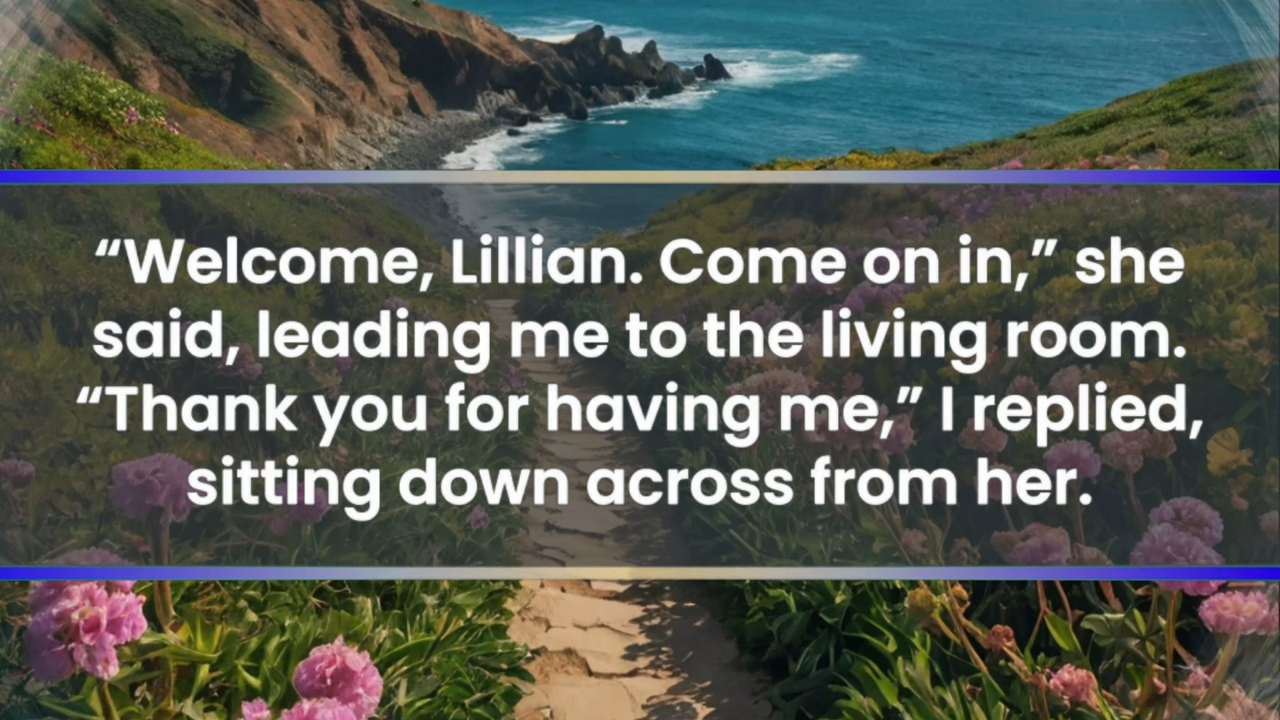 “Welcome, Lillian. Come on in,” she
said, leading me to the living room.
“Thank you for having me,” I replied,
sitting down across from her.